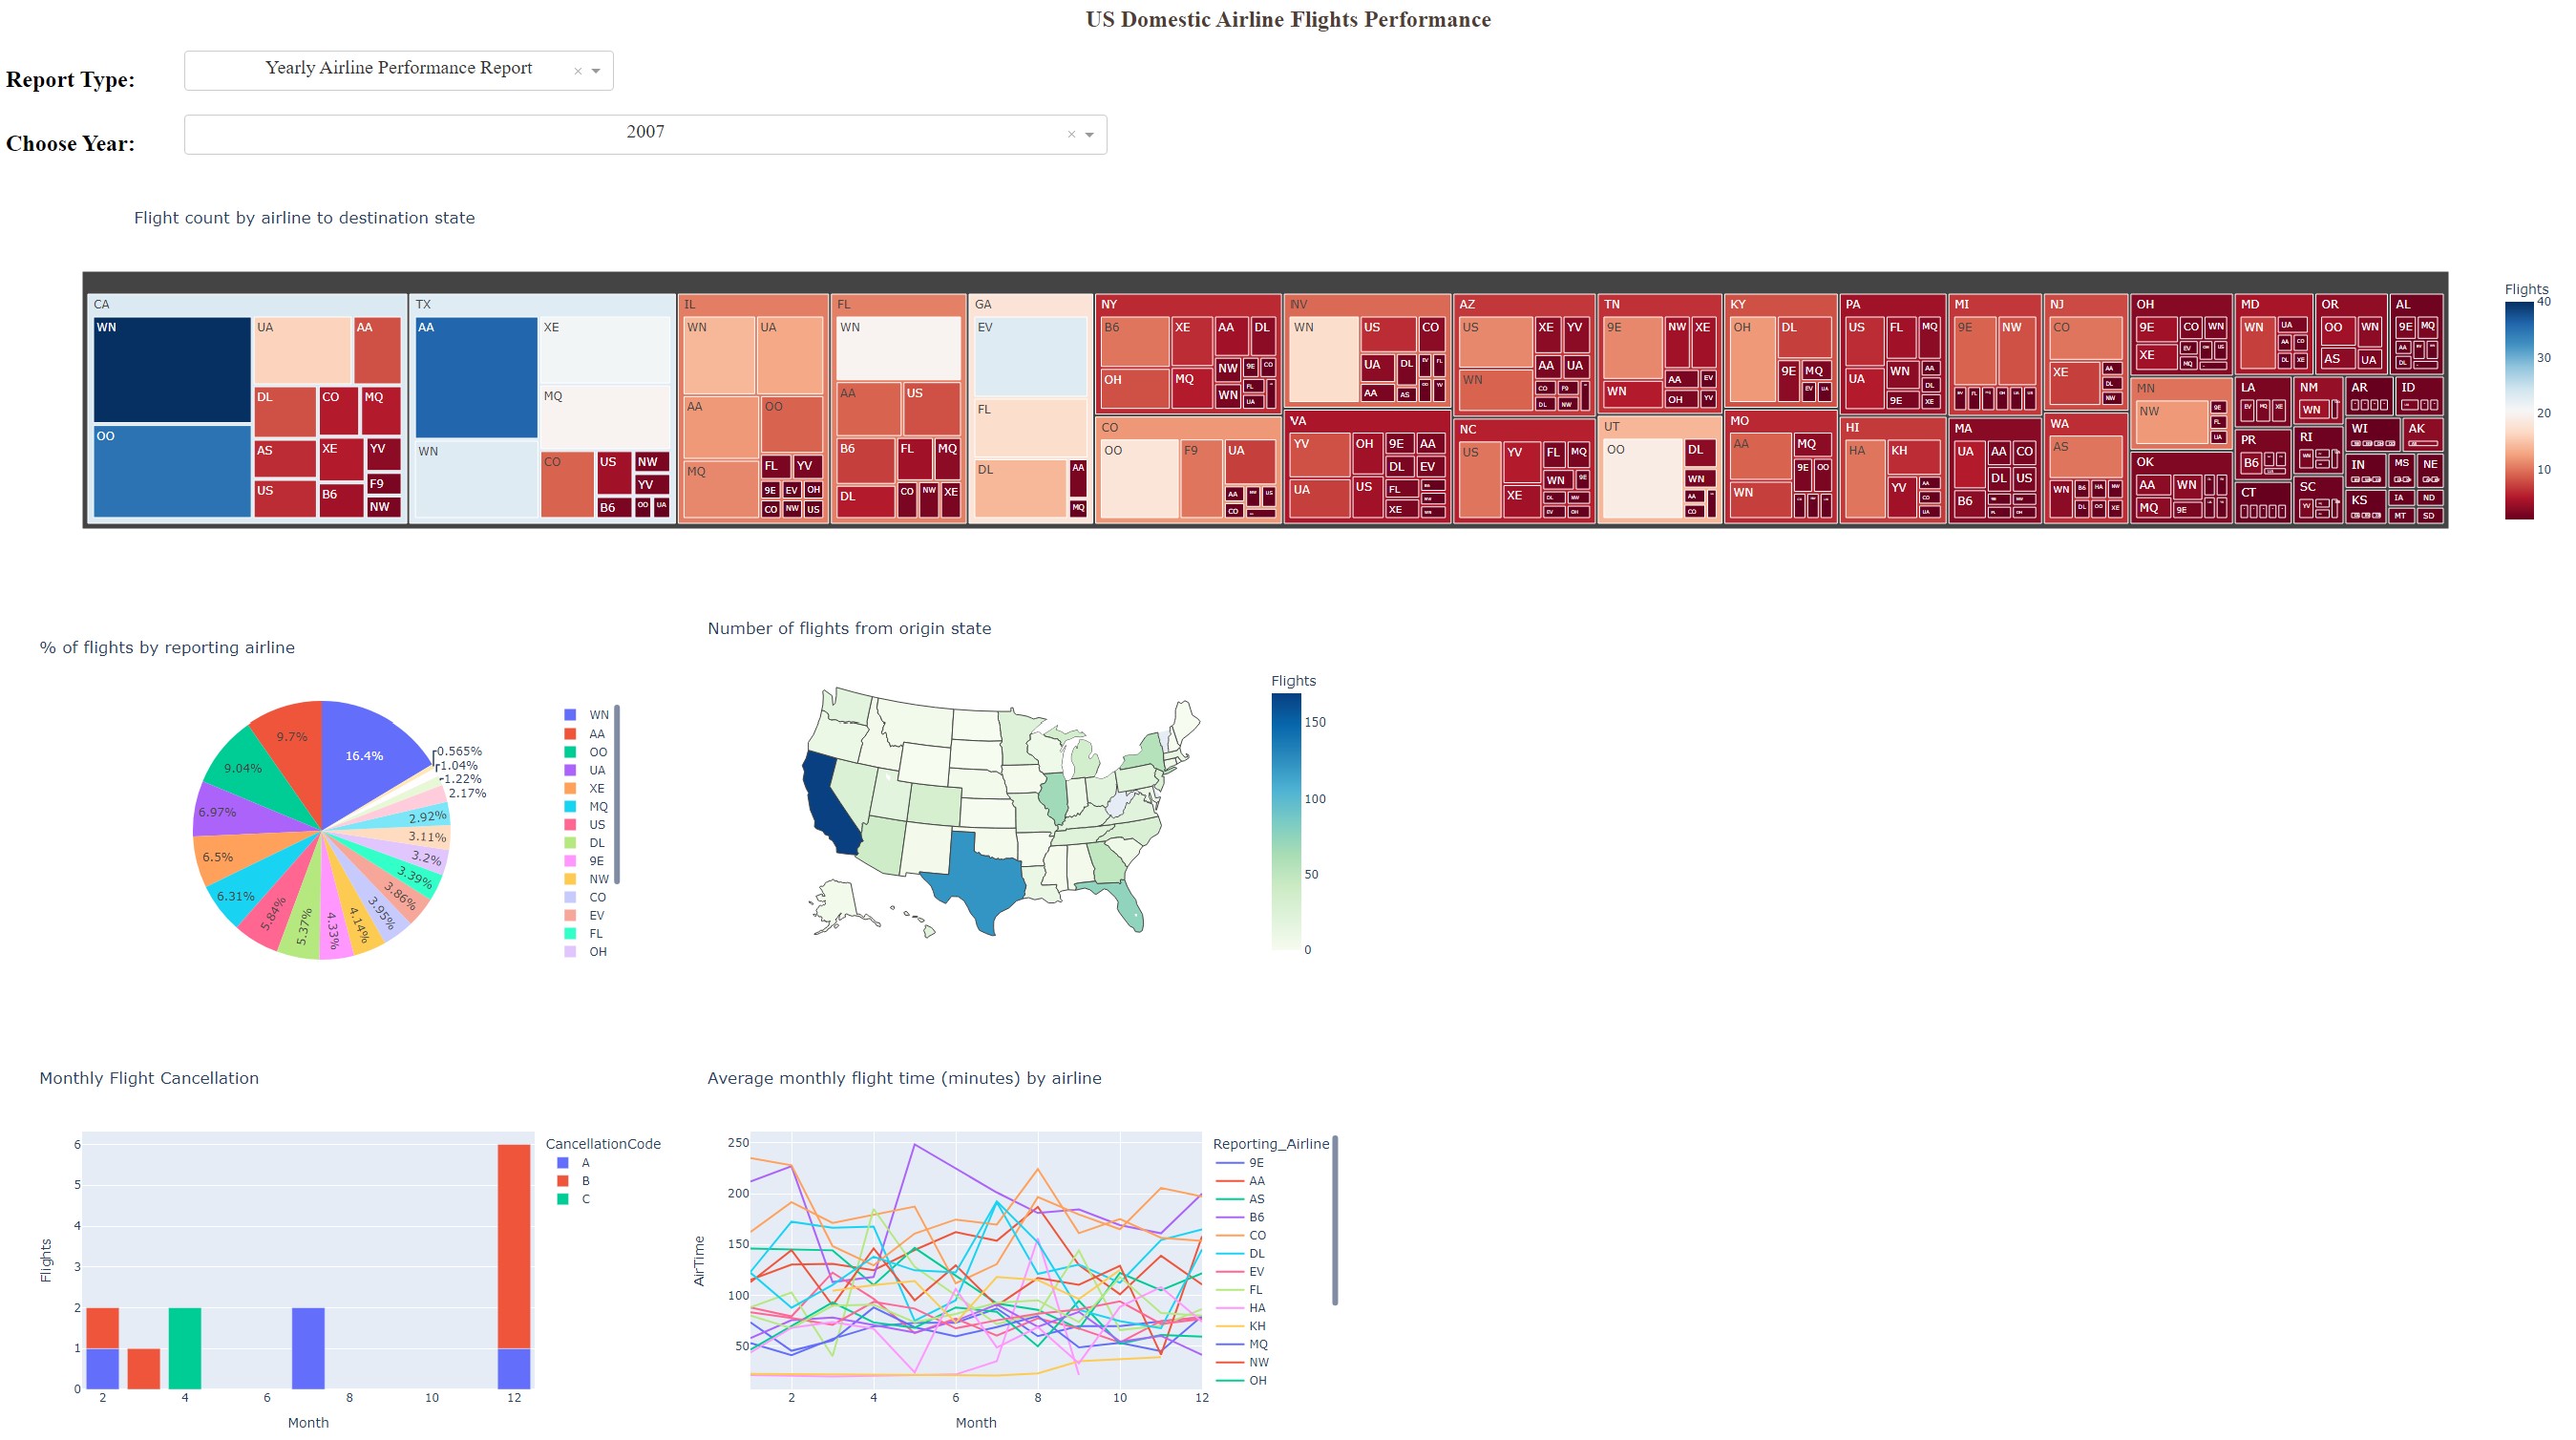 US Domestic Airline Flights Performance
Report Type:
Yearly Airline Performance Report
Choose Year:
2007
Flight count by airline to destination state
CA
WN
OO
UA
AA
DL
CO
MQ
AS
XE
YV
US
B6
F9
NW
TX
AA
WN
XE
MQ
CO
US
NW
YV
B6
OO
UA
IL
WN
UA
AA
OO
MQ
FL
YV
9E
EV
OH
CO
NW
US
FL
WN
AA
US
B6
FL
MQ
DL
CO
NW
XE
GA
EV
FL
DL
AA
MQ
NY
B6
XE
AA
DL
OH
MQ
NW
9E
CO
WN
FL
UA
CO
OO
F9
UA
AA
CO
NV
WN
US
CO
UA
DL
AA
AS
VA
YV
OH
9E
AA
UA
US
DL
EV
FL
XE
AZ
US
XE
YV
WN
AA
UA
CO
F9
DL
NW
NC
US
YV
FL
MQ
XE
WN
9E
DL
EV
OH
TN
9E
NW
XE
WN
AA
EV
OH
YV
UT
OO
DL
WN
AA
CO
KY
OH
DL
9E
MQ
EV
UA
MO
AA
MQ
WN
9E
OO
PA
US
FL
MQ
UA
WN
AA
DL
9E
XE
HI
HA
KH
YV
AA
CO
UA
MI
9E
NW
MA
UA
AA
CO
B6
DL
US
NJ
CO
XE
AA
DL
NW
WA
AS
WN
B6
HA
NW
DL
OO
XE
OH
9E
CO
WN
XE
EV
MQ
MN
NW
9E
FL
UA
OK
AA
WN
MQ
9E
MD
WN
UA
AA
CO
DL
XE
OR
OO
WN
AS
UA
AL
9E
MQ
AA
DL
LA
EV
MQ
XE
NM
WN
AR
ID
PR
B6
RI
WI
AK
CT
SC
YV
IN
MS
NE
KS
IA
ND
MT
SD
Flights
40
30
20
10
% of flights by reporting airline
16.4%
9.7%
9.04%
6.97%
6.5%
6.31%
5.84%
5.37%
4.33%
4.14%
3.95%
3.86%
3.39%
3.2%
3.11%
2.92%
2.17%
1.22%
1.04%
0.565%
WN
AA
OO
UA
XE
MQ
US
DL
9E
NW
CO
EV
FL
OH
Number of flights from origin state
Flights
150
100
50
0
Monthly Flight Cancellation
Flights
6
5
4
3
2
1
0
2 4 6 8 10 12
Month
CancellationCode
A
B
C
Average monthly flight time (minutes) by airline
AirTime
250
200
150
100
50
2 4 6 8 10 12
Month
Reporting_Airline
9E
AA
AS
B6
CO
DL
EV
FL
HA
KH
MQ
NW
OH